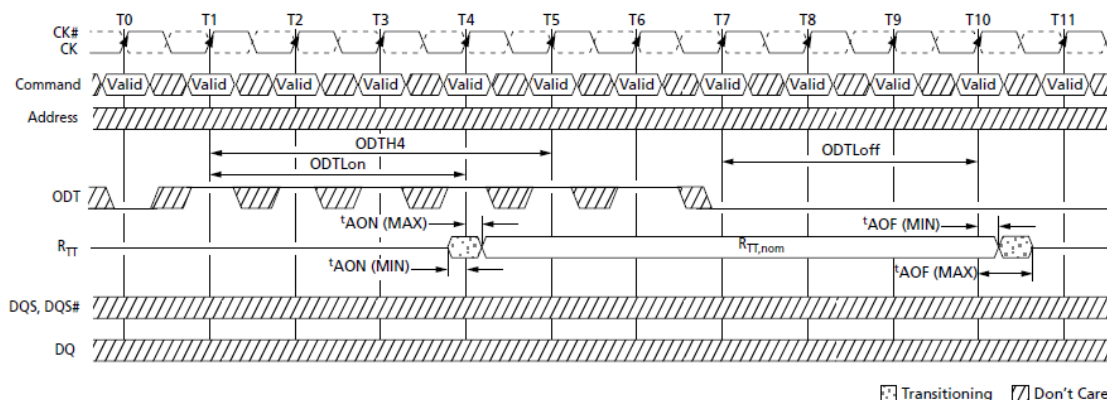 T0 T1 T2 T3 T4 T5 T6 T7 T8 T9 T10 T11
CK#
CK
Command Valid Valid Valid Valid Valid Valid Valid Valid Valid Valid Valid Valid
Address
ODTH4
ODTLon ODTLoff
ODT
tAON (MAX) tAOF (MIN)
RTT RTT,nom
tAON (MIN) tAOF (MAX)
DQS, DQS#
DQ
Transitioning Don't Care